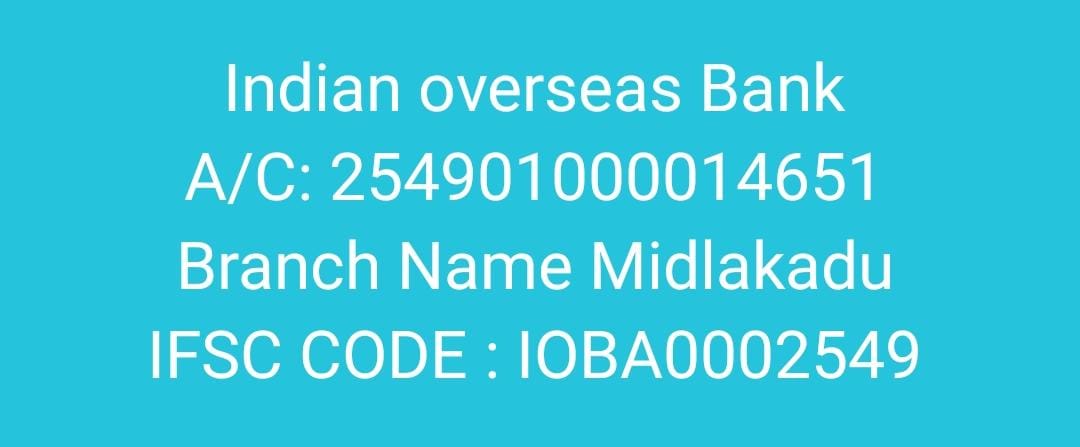 Indian overseas Bank
A/C: 254901000014651
Branch Name Midlakadu
IFSC CODE : IOBA0002549